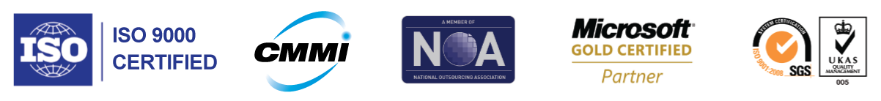 ISO
ISO 9000
CERTIFIED
CMMI
A MEMBER OF
NOA
NATIONAL OUTSOURCING ASSOCIATION
Microsoft
GOLD CERTIFIED
Partner
SYSTEM CERTIFICATION
ISO 9001:2008
SGS
UKAS
QUALITY
MANAGEMENT
005